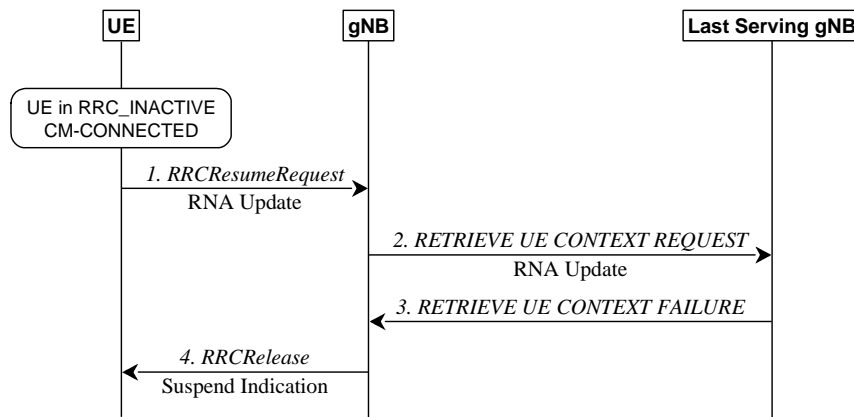 UE
gNB
Last Serving gNB
UE in RRC_INACTIVE
CM-CONNECTED
1. RRCResumeRequest
RNA Update
2. RETRIEVE UE CONTEXT REQUEST
RNA Update
3. RETRIEVE UE CONTEXT FAILURE
4. RRCRelease
Suspend Indication